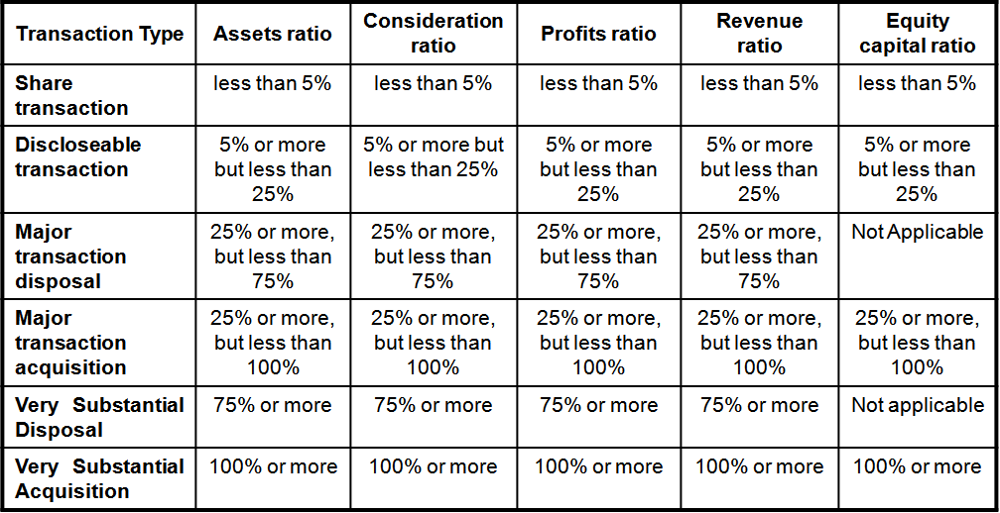 Transaction Type Assets ratio Consideration ratio Profits ratio Revenue ratio Equity capital ratio
Share transaction less than 5% less than 5% less than 5% less than 5% less than 5%
Discloseable transaction 5% or more but less than 25% 5% or more but less than 25% 5% or more but less than 25% 5% or more but less than 25% 5% or more but less than 25%
Major transaction disposal 25% or more, but less than 75% 25% or more, but less than 75% 25% or more, but less than 75% 25% or more, but less than 75% Not Applicable
Major transaction acquisition 25% or more, but less than 100% 25% or more, but less than 100% 25% or more, but less than 100% 25% or more, but less than 100% 25% or more, but less than 100%
Very Substantial Disposal 75% or more 75% or more 75% or more 75% or more Not applicable
Very Substantial Acquisition 100% or more 100% or more 100% or more 100% or more 100% or more